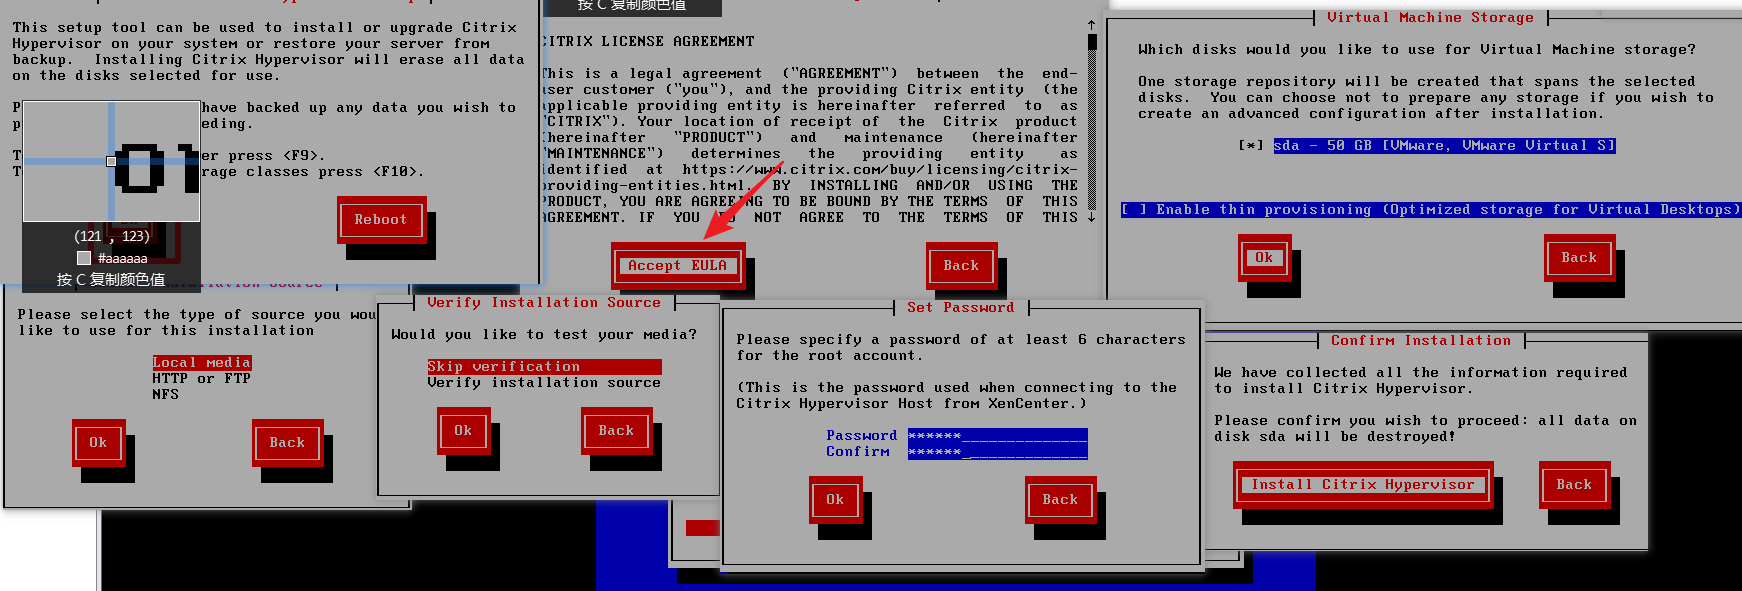 This setup tool can be used to install or upgrade Citrix
Hypervisor on your system or restore your server from
backup.  Installing Citrix Hypervisor will erase all data
on the disks selected for use.
have backed up any data you wish to
er press <F9>.
rage classes press <F10>.
Reboot
(121 , 123)
#aaaaaa
按 C 复制颜色值
按 C 复制颜色值
CITRIX LICENSE AGREEMENT
This is a legal agreement ("AGREEMENT") between the end-
user customer ("you"), and the providing Citrix entity (the
applicable providing entity is hereinafter referred to as
"CITRIX"). Your location of receipt of the Citrix product
(hereinafter "PRODUCT") and maintenance (hereinafter
"MAINTENANCE") determines the providing entity as
identified at https://www.citrix.com/buy/licensing/citrix-
providing-entities.html. BY INSTALLING AND/OR USING THE
PRODUCT, YOU ARE AGREEING TO BE BOUND BY THE TERMS OF THIS
AGREEMENT. IF YOU DO NOT AGREE TO THE TERMS OF THIS
Accept EULA
Back
Virtual Machine Storage
Which disks would you like to use for Virtual Machine storage?
One storage repository will be created that spans the selected
disks.  You can choose not to prepare any storage if you wish to
create an advanced configuration after installation.
[*] sda - 50 GB [VMware, VMware Virtual S]
[ ] Enable thin provisioning (Optimized storage for Virtual Desktops)
Ok
Back
Please select the type of source you wou
like to use for this installation
Local media
HTTP or FTP
NFS
Ok
Back
Verify Installation Source
Would you like to test your media?
Skip verification
Verify installation source
Ok
Back
Set Password
Please specify a password of at least 6 characters
for the root account.
(This is the password used when connecting to the
Citrix Hypervisor Host from XenCenter.)
Password ******______________
Confirm ******______________
Ok
Back
Confirm Installation
We have collected all the information required
to install Citrix Hypervisor.
Please confirm you wish to proceed: all data on
disk sda will be destroyed!
Install Citrix Hypervisor
Back